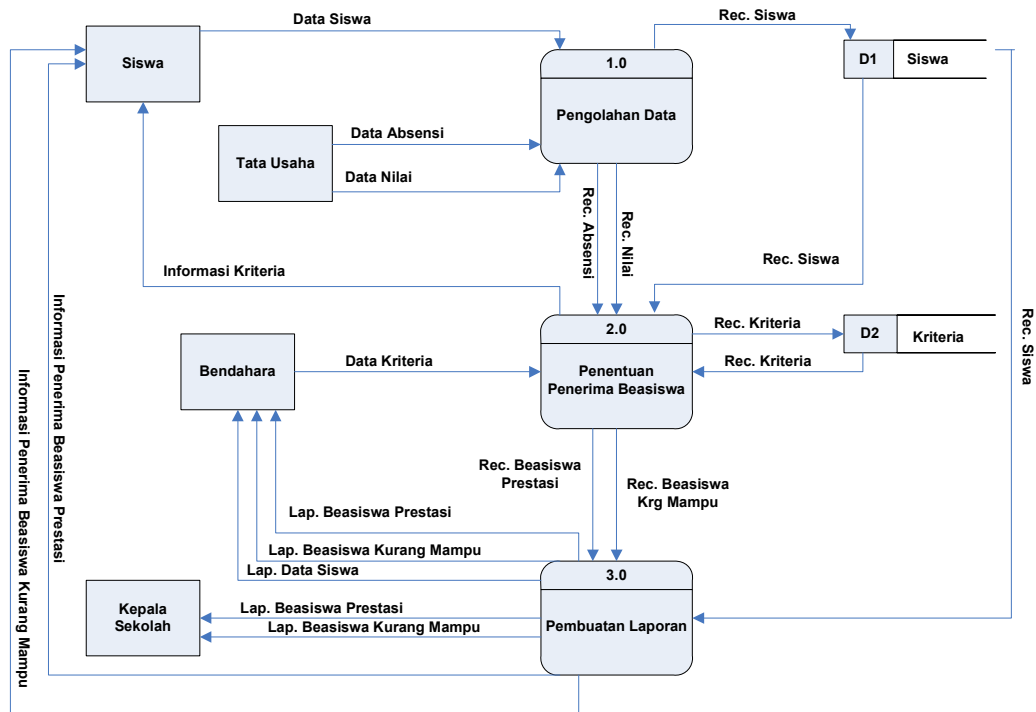 Data Siswa
Rec. Siswa
Siswa
1.0
Pengolahan Data
D1
Siswa
Tata Usaha
Data Absensi
Data Nilai
Rec. Absensi
Rec. Nilai
Rec. Siswa
Informasi Kriteria
Rec. Siswa
2.0
Penentuan
Penerima Beasiswa
Rec. Kriteria
D2
Kriteria
Rec. Kriteria
Bendahara
Data Kriteria
Informasi Penerima Beasiswa Kurang Mampu
Informasi Penerima Beasiswa Prestasi
Rec. Beasiswa
Prestasi
Rec. Beasiswa
Krg Mampu
Lap. Beasiswa Prestasi
Lap. Beasiswa Kurang Mampu
Lap. Data Siswa
3.0
Pembuatan Laporan
Kepala
Sekolah
Lap. Beasiswa Prestasi
Lap. Beasiswa Kurang Mampu